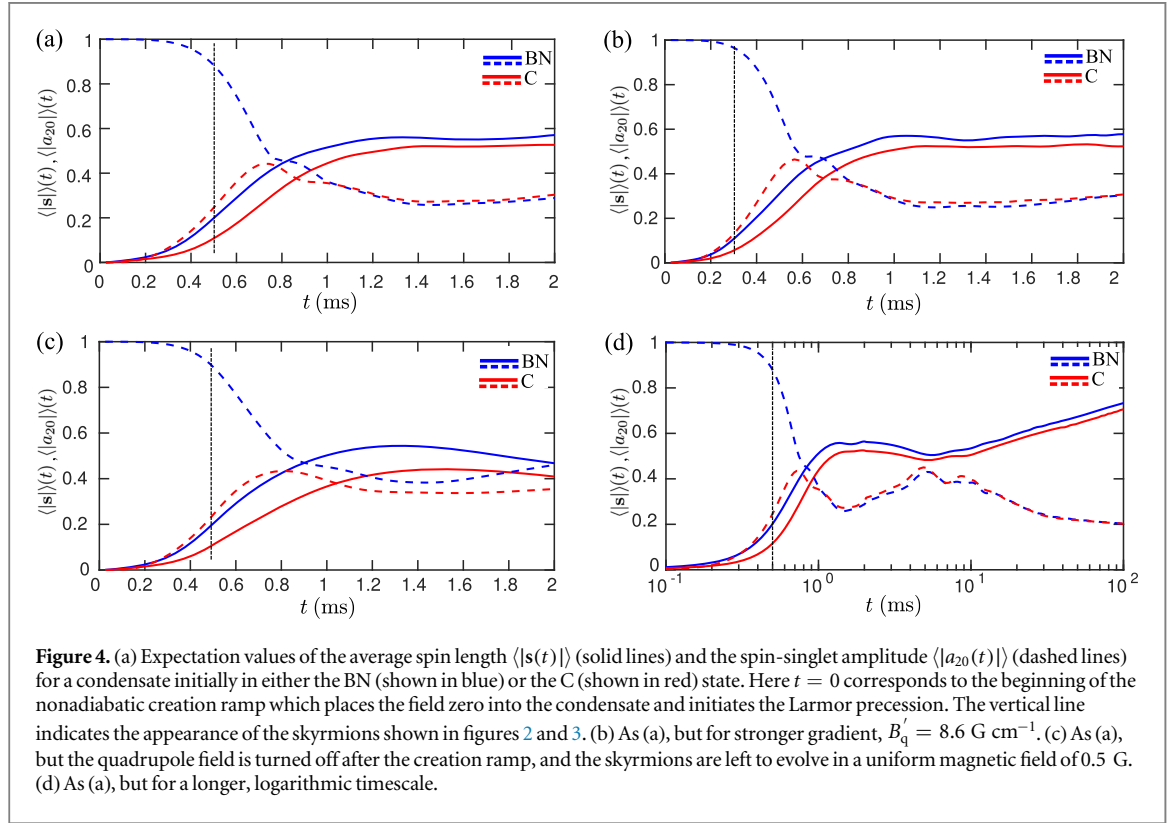 (a)
1
0.8
0.6
0.4
0.2
0
0 0.2 0.4 0.6 0.8 1 1.2 1.4 1.6 1.8 2
⟨|s|⟩(t), ⟨|a₂₀|⟩(t)
t (ms)
BN
C
(b)
1
0.8
0.6
0.4
0.2
0
0 0.2 0.4 0.6 0.8 1 1.2 1.4 1.6 1.8 2
⟨|s|⟩(t), ⟨|a₂₀|⟩(t)
t (ms)
BN
C
(c)
1
0.8
0.6
0.4
0.2
0
0 0.2 0.4 0.6 0.8 1 1.2 1.4 1.6 1.8 2
⟨|s|⟩(t), ⟨|a₂₀|⟩(t)
t (ms)
BN
C
(d)
1
0.8
0.6
0.4
0.2
0
10⁻¹ 10⁰ 10¹ 10²
⟨|s|⟩(t), ⟨|a₂₀|⟩(t)
t (ms)
BN
C
Figure 4. (a) Expectation values of the average spin length ⟨|s(t)|⟩ (solid lines) and the spin-singlet amplitude ⟨|a₂₀(t)|⟩ (dashed lines)
for a condensate initially in either the BN (shown in blue) or the C (shown in red) state. Here t = 0 corresponds to the beginning of the
nonadiabatic creation ramp which places the field zero into the condensate and initiates the Larmor precession. The vertical line
indicates the appearance of the skyrmions shown in figures 2 and 3. (b) As (a), but for stronger gradient, B′q = 8.6 G cm⁻¹. (c) As (a),
but the quadrupole field is turned off after the creation ramp, and the skyrmions are left to evolve in a uniform magnetic field of 0.5 G.
(d) As (a), but for a longer, logarithmic timescale.